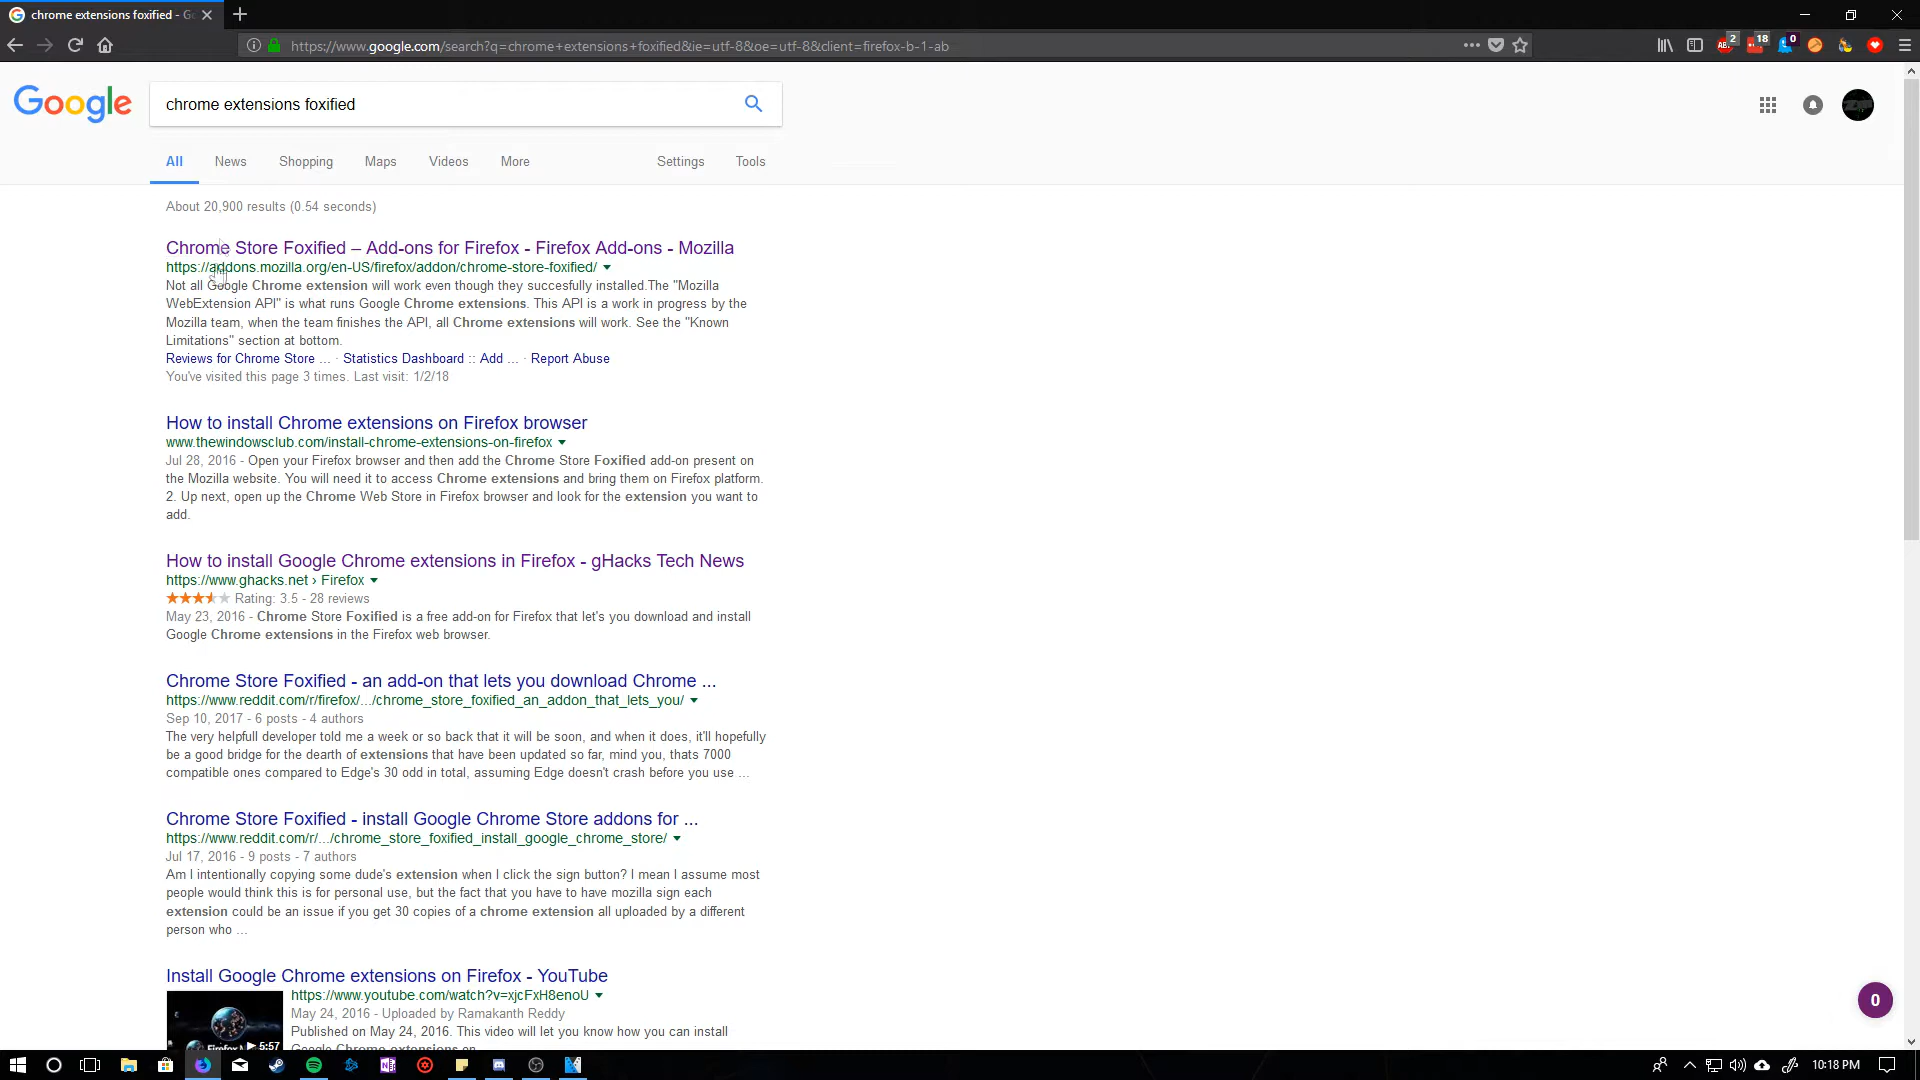 chrome extensions foxified - G
https://www.google.com/search?q=chrome+extensions+foxified&ie=utf-8&oe=utf-8&client=firefox-b-1-ab
2
18
0
Google
chrome extensions foxified
All News Shopping Maps Videos More Settings Tools
About 20,900 results (0.54 seconds)
Chrome Store Foxified – Add-ons for Firefox - Firefox Add-ons - Mozilla
https://addons.mozilla.org/en-US/firefox/addon/chrome-store-foxified/
Not all Google Chrome extension will work even though they succesfully installed.The "Mozilla
WebExtension API" is what runs Google Chrome extensions. This API is a work in progress by the
Mozilla team, when the team finishes the API, all Chrome extensions will work. See the "Known
Limitations" section at bottom.
Reviews for Chrome Store ... · Statistics Dashboard :: Add ... · Report Abuse
You've visited this page 3 times. Last visit: 1/2/18
How to install Chrome extensions on Firefox browser
www.thewindowsclub.com/install-chrome-extensions-on-firefox
Jul 28, 2016 - Open your Firefox browser and then add the Chrome Store Foxified add-on present on
the Mozilla website. You will need it to access Chrome extensions and bring them on Firefox platform.
2. Up next, open up the Chrome Web Store in Firefox browser and look for the extension you want to
add.
How to install Google Chrome extensions in Firefox - gHacks Tech News
https://www.ghacks.net › Firefox
Rating: 3.5 - 28 reviews
May 23, 2016 - Chrome Store Foxified is a free add-on for Firefox that let's you download and install
Google Chrome extensions in the Firefox web browser.
Chrome Store Foxified - an add-on that lets you download Chrome ...
https://www.reddit.com/r/firefox/.../chrome_store_foxified_an_addon_that_lets_you/
Sep 10, 2017 - 6 posts - 4 authors
The very helpfull developer told me a week or so back that it will be soon, and when it does, it'll hopefully
be a good bridge for the dearth of extensions that have been updated so far, mind you, thats 7000
compatible ones compared to Edge's 30 odd in total, assuming Edge doesn't crash before you use ...
Chrome Store Foxified - install Google Chrome Store addons for ...
https://www.reddit.com/r/.../chrome_store_foxified_install_google_chrome_store/
Jul 17, 2016 - 9 posts - 7 authors
Am I intentionally copying some dude's extension when I click the sign button? I mean I assume most
people would think this is for personal use, but the fact that you have to have mozilla sign each
extension could be an issue if you get 30 copies of a chrome extension all uploaded by a different
person who ...
Install Google Chrome extensions on Firefox - YouTube
https://www.youtube.com/watch?v=xjcFxH8enoU
May 24, 2016 - Uploaded by Ramakanth Reddy
Published on May 24, 2016. This video will let you know how you can install
Google Chrome extensions on
5:57
0
10:18 PM